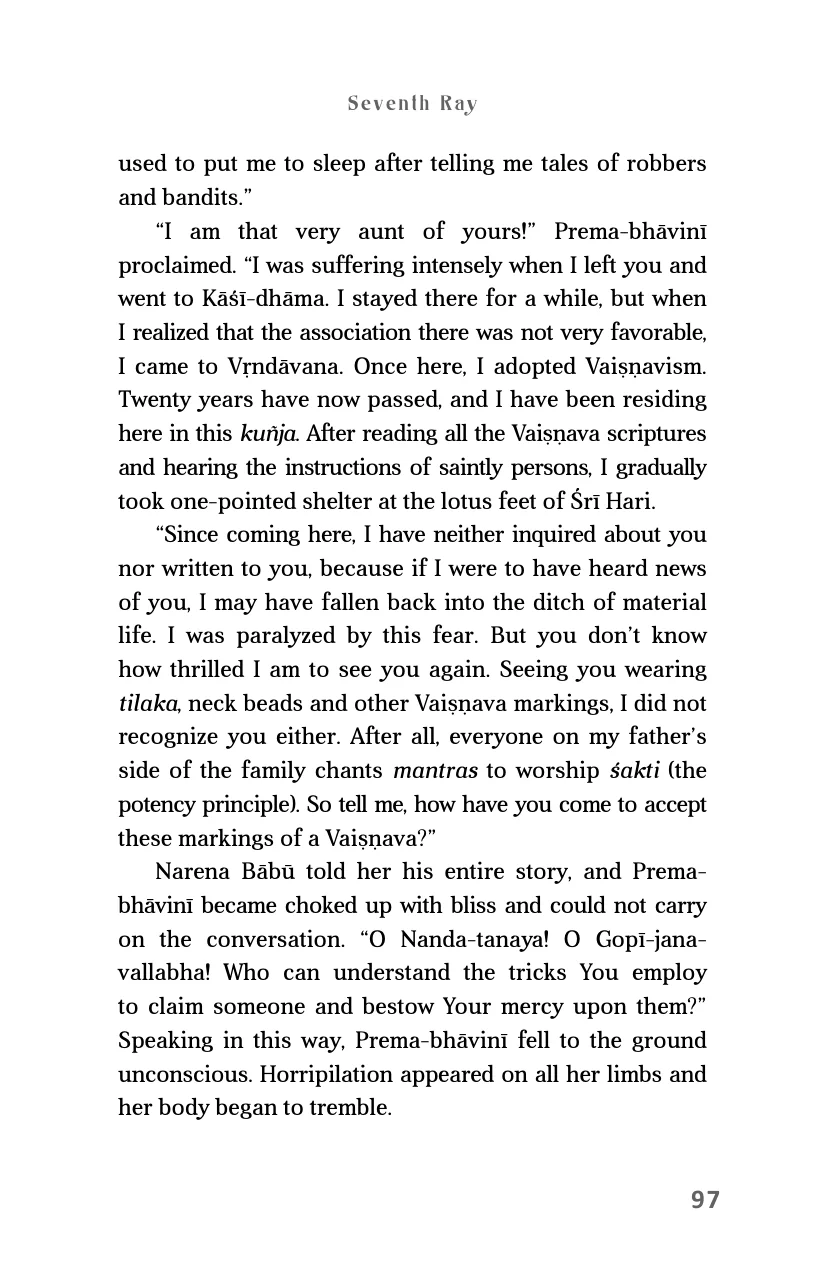 Seventh Ray
used to put me to sleep after telling me tales of robbers
and bandits.”
“I am that very aunt of yours!” Prema-bhāvinī
proclaimed. “I was suffering intensely when I left you and
went to Kāśī-dhāma. I stayed there for a while, but when
I realized that the association there was not very favorable,
I came to Vṛndāvana. Once here, I adopted Vaiṣṇavism.
Twenty years have now passed, and I have been residing
here in this kuñja. After reading all the Vaiṣṇava scriptures
and hearing the instructions of saintly persons, I gradually
took one-pointed shelter at the lotus feet of Śrī Hari.
“Since coming here, I have neither inquired about you
nor written to you, because if I were to have heard news
of you, I may have fallen back into the ditch of material
life. I was paralyzed by this fear. But you don’t know
how thrilled I am to see you again. Seeing you wearing
tilaka, neck beads and other Vaiṣṇava markings, I did not
recognize you either. After all, everyone on my father’s
side of the family chants mantras to worship śakti (the
potency principle). So tell me, how have you come to accept
these markings of a Vaiṣṇava?”
Narena Bābū told her his entire story, and Prema-
bhāvinī became choked up with bliss and could not carry
on the conversation. “O Nanda-tanaya! O Gopī-jana-
vallabha! Who can understand the tricks You employ
to claim someone and bestow Your mercy upon them?”
Speaking in this way, Prema-bhāvinī fell to the ground
unconscious. Horripilation appeared on all her limbs and
her body began to tremble.
97